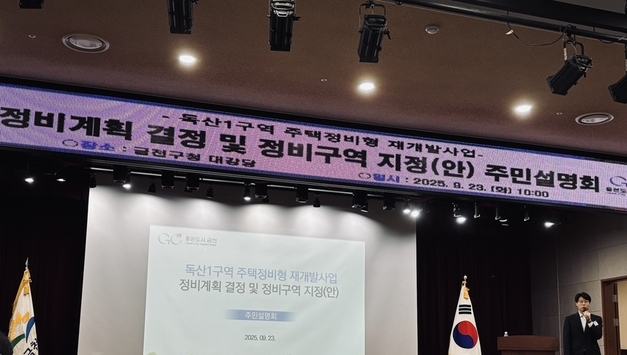 - 독산1구역 주택정비형 재개발사업 -
정비계획 결정 및 정비구역 지정(안) 주민설명회
○장소 : 금천구청 대강당
○일시 : 2025. 9. 23. (화) 10:00
독산1구역 주택정비형 재개발사업
정비계획 결정 및 정비구역 지정(안)
주민설명회
2025. 09. 23.